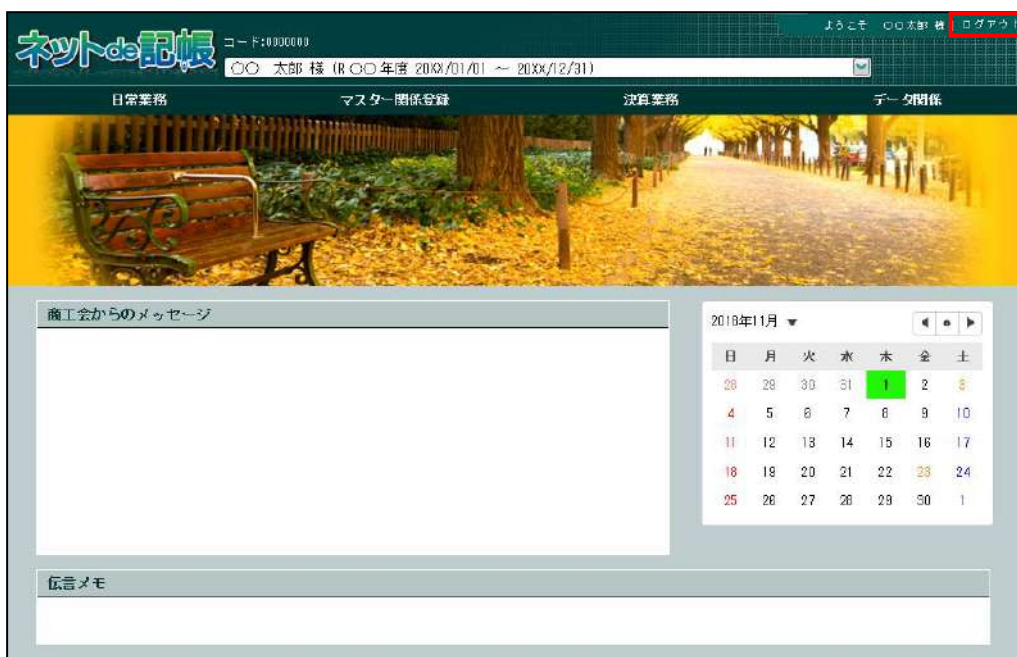 ようこそ 〇〇太郎 様 ログアウト
ネットde記帳 コード:0000000
〇〇 太郎 様 (R〇〇年度 20XX/01/01 ～ 20XX/12/31)
日常業務 マスター関係登録 決算業務 データ関係
商工会からのメッセージ
2018年11月
日 月 火 水 木 金 土
28 29 30 31 1 2 3
4 5 6 7 8 9 10
11 12 13 14 15 16 17
18 19 20 21 22 23 24
25 26 27 28 29 30 1
伝言メモ